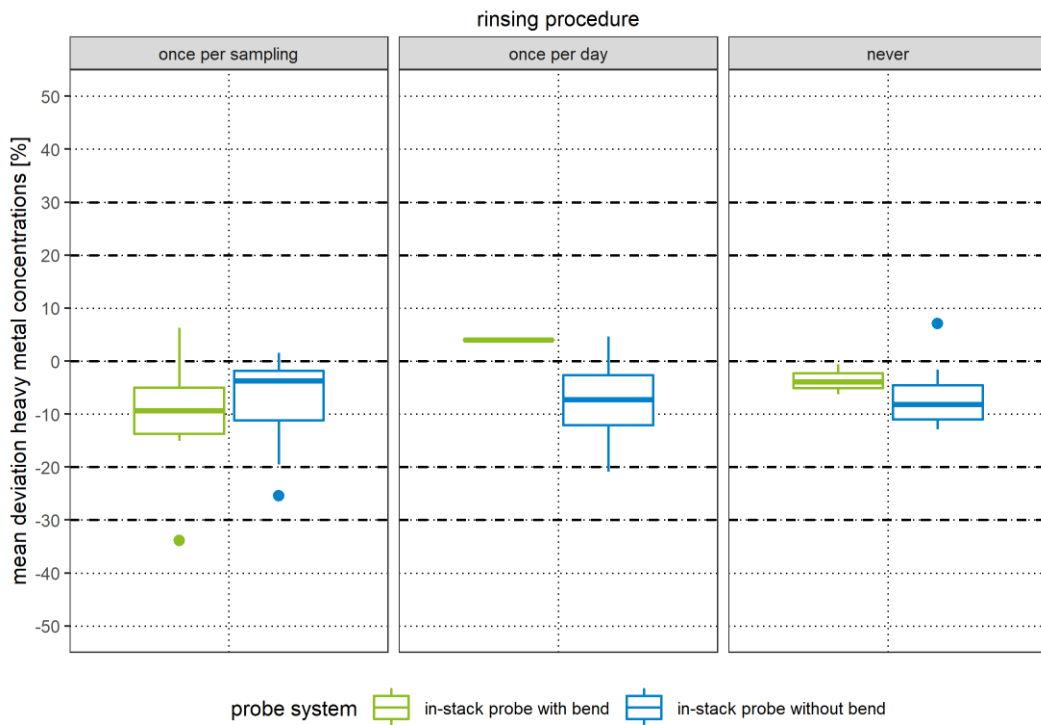 rinsing procedure
once per sampling once per day never
mean deviation heavy metal concentrations [%]
50
40
30
20
10
0
-10
-20
-30
-40
-50
probe system in-stack probe with bend in-stack probe without bend